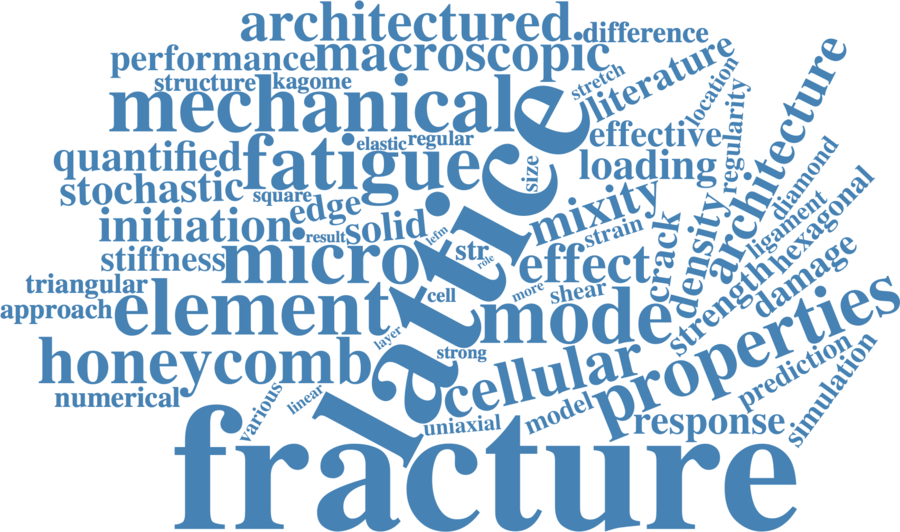 architectured
difference
performance
macroscopic
structure
kagome
stretch
literature
location
mechanical
elastic
regular
effective
regularity
architecture
quantified
fatigue
size
loading
diamond
stochastic
square
edge
mixity
ligament
hexagonal
initiation
result
solid
lefm
strain
crack
density
stiffness
micro
str
role
effect
strength
damage
triangular
cell
more
shear
approach
element
lattice
mode
properties
layer
strong
honeycomb
cellular
prediction
simulation
numerical
various
linear
uniaxial
model
response
fracture